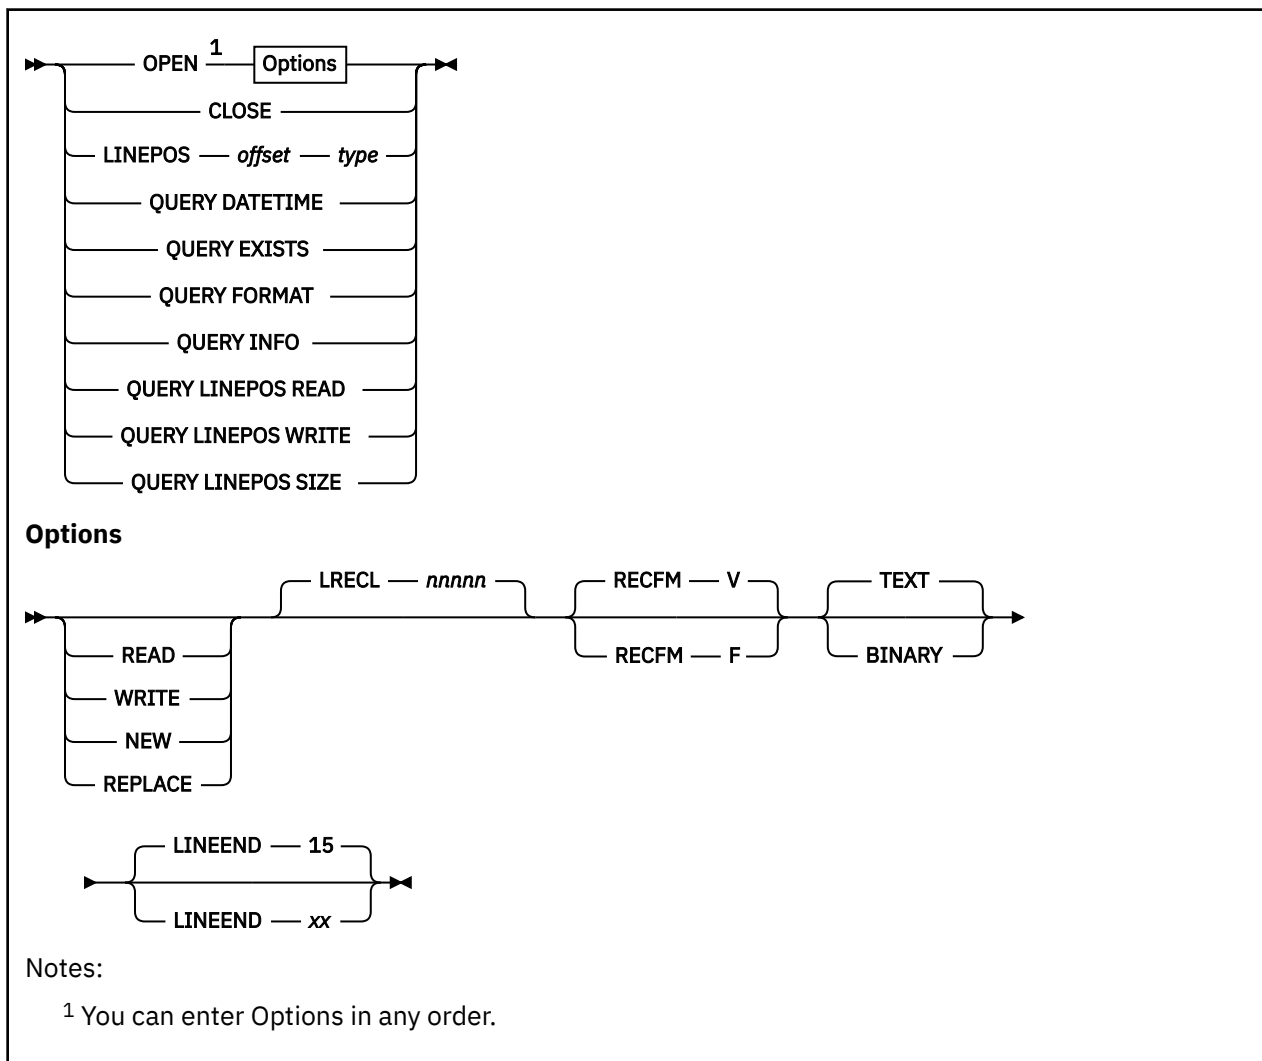 OPEN 1 Options
CLOSE
LINEPOS offset type
QUERY DATETIME
QUERY EXISTS
QUERY FORMAT
QUERY INFO
QUERY LINEPOS READ
QUERY LINEPOS WRITE
QUERY LINEPOS SIZE
Options
LRECL nnnnn RECFM V TEXT
READ RECFM F BINARY
WRITE
NEW
REPLACE
LINEEND 15
LINEEND xx
Notes:
1 You can enter Options in any order.